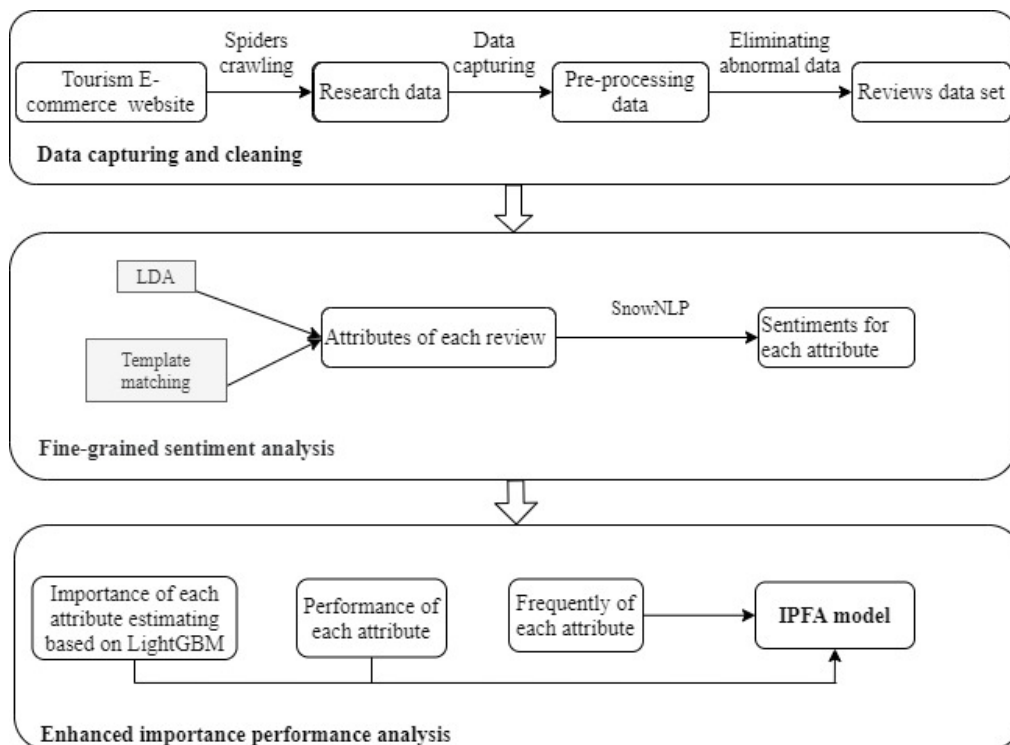 Spiders
crawling
Data
capturing
Eliminating
abnormal data
Tourism E-
commerce website
Research data
Pre-processing
data
Reviews data set
Data capturing and cleaning
LDA
Template
matching
Attributes of each review
SnowNLP
Sentiments for
each attribute
Fine-grained sentiment analysis
Importance of each
attribute estimating
based on LightGBM
Performance of
each attribute
Frequently of
each attribute
IPFA model
Enhanced importance performance analysis